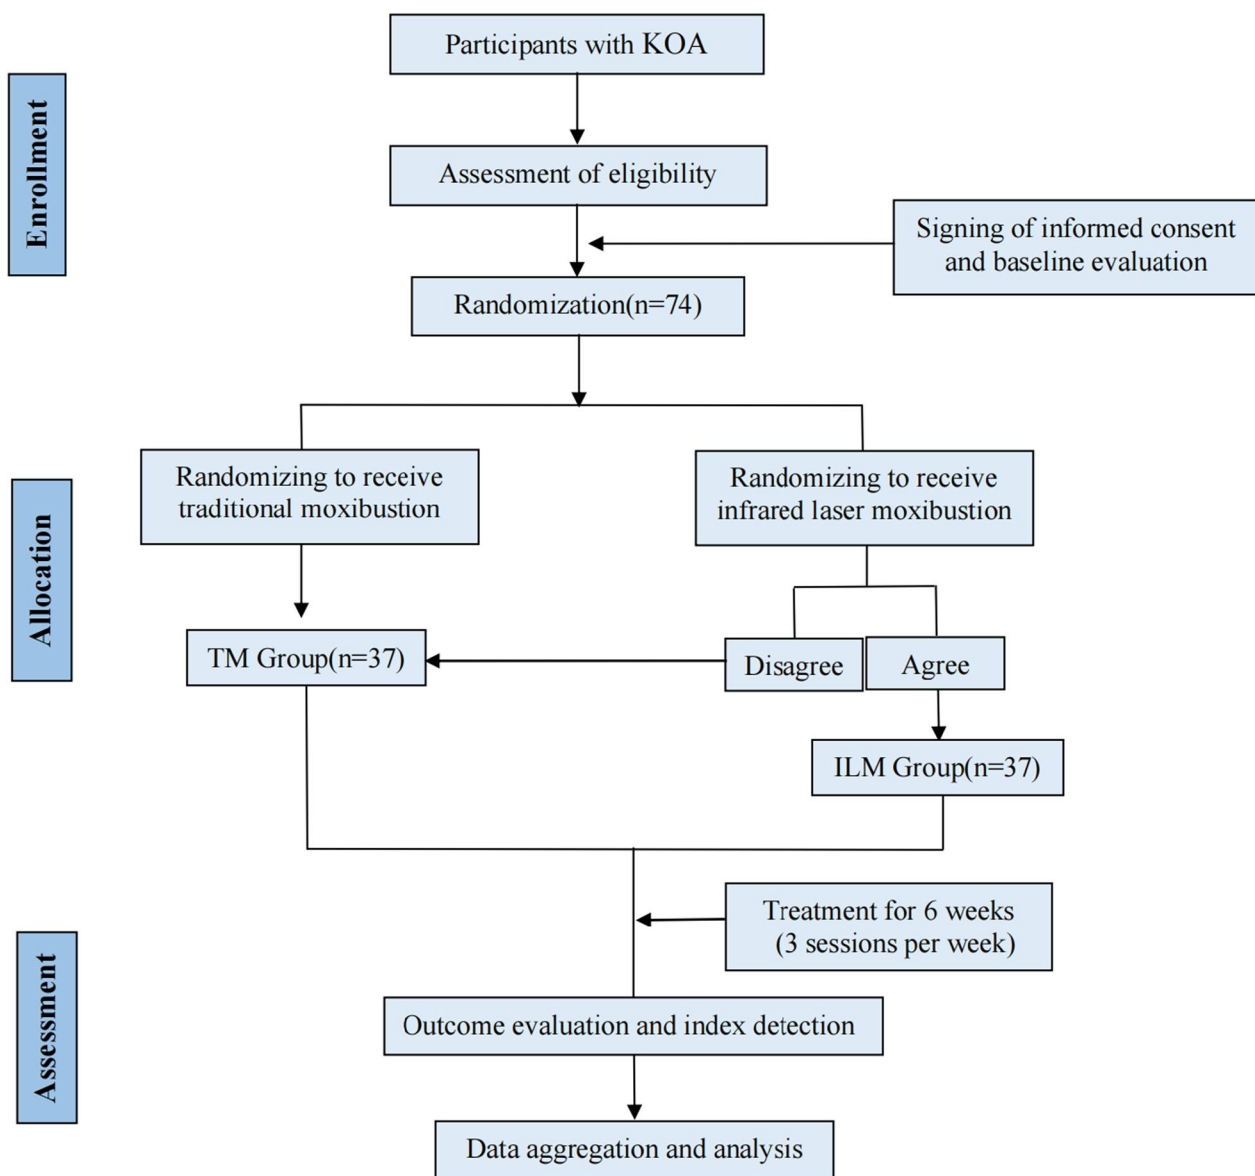 Participants with KOA
Enrollment
Assessment of eligibility
Signing of informed consent
and baseline evaluation
Randomization(n=74)
Randomizing to receive
traditional moxibustion
Randomizing to receive
infrared laser moxibustion
Allocation
TM Group(n=37)
Disagree
Agree
ILM Group(n=37)
Treatment for 6 weeks
(3 sessions per week)
Assessment
Outcome evaluation and index detection
Data aggregation and analysis